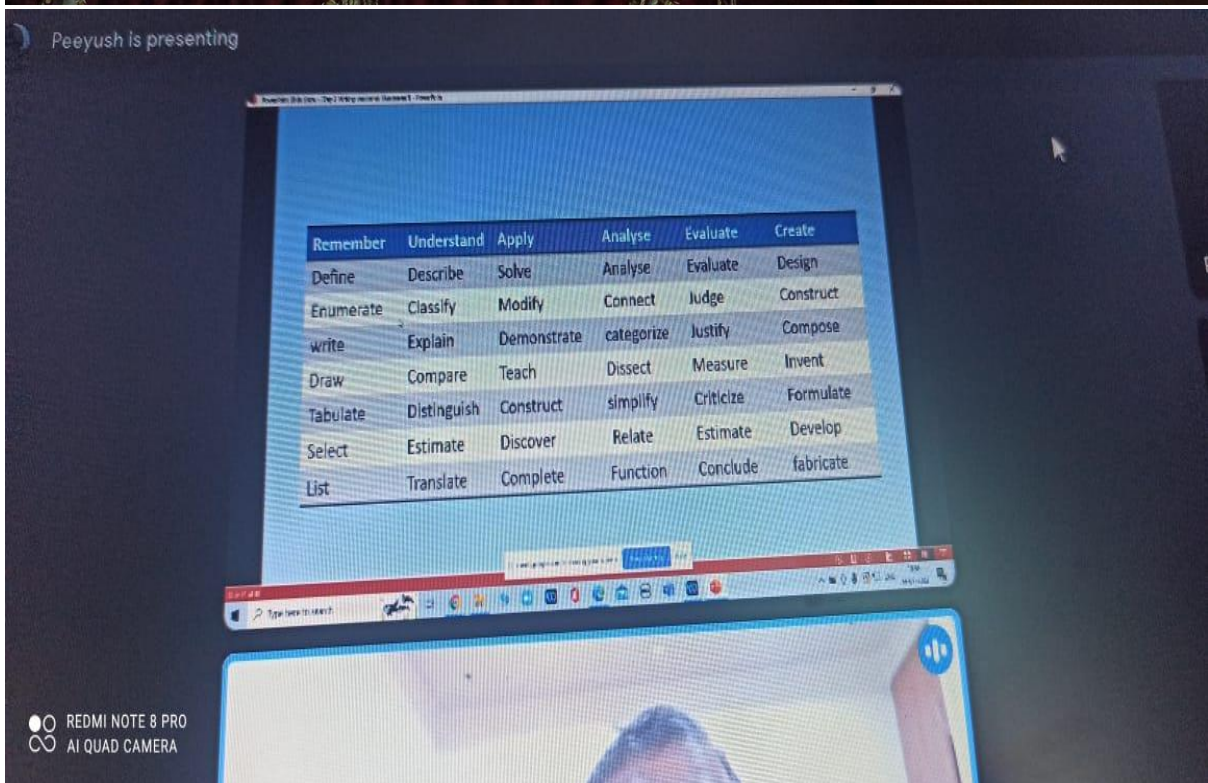 Peeyush is presenting
Remember Understand Apply Analyse Evaluate Create
Define Describe Solve Analyse Evaluate Design
Enumerate Classify Modify Connect Judge Construct
write Explain Demonstrate categorize Justify Compose
Draw Compare Teach Dissect Measure Invent
Tabulate Distinguish Construct simplify Criticize Formulate
Select Estimate Discover Relate Estimate Develop
List Translate Complete Function Conclude fabricate
Type here to search
REDMI NOTE 8 PRO
AI QUAD CAMERA